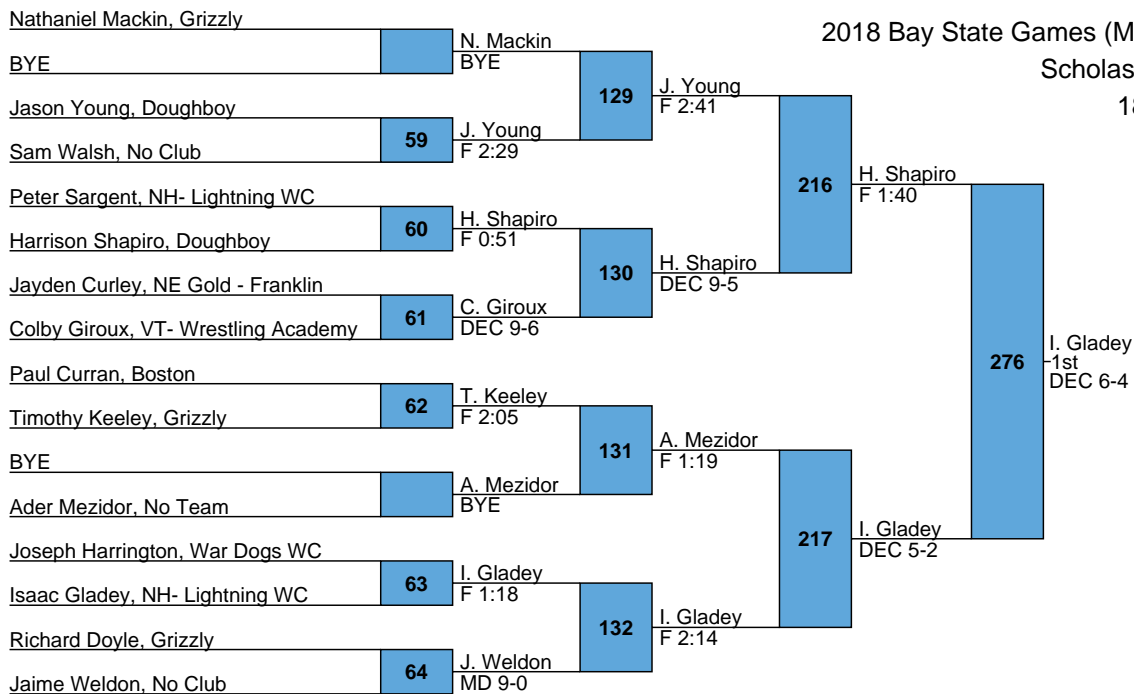 2018 Bay State Games (M
Scholas
18
Nathaniel Mackin, Grizzly
BYE
Jason Young, Doughboy
Sam Walsh, No Club
Peter Sargent, NH- Lightning WC
Harrison Shapiro, Doughboy
Jayden Curley, NE Gold - Franklin
Colby Giroux, VT- Wrestling Academy
Paul Curran, Boston
Timothy Keeley, Grizzly
BYE
Ader Mezidor, No Team
Joseph Harrington, War Dogs WC
Isaac Gladey, NH- Lightning WC
Richard Doyle, Grizzly
Jaime Weldon, No Club
59
60
61
62
63
64
N. Mackin
BYE
J. Young
F 2:29
H. Shapiro
F 0:51
C. Giroux
DEC 9-6
T. Keeley
F 2:05
A. Mezidor
BYE
I. Gladey
F 1:18
J. Weldon
MD 9-0
129
130
131
132
J. Young
F 2:41
H. Shapiro
DEC 9-5
A. Mezidor
F 1:19
I. Gladey
F 2:14
216
217
H. Shapiro
F 1:40
I. Gladey
DEC 5-2
276
I. Gladey
1st
DEC 6-4